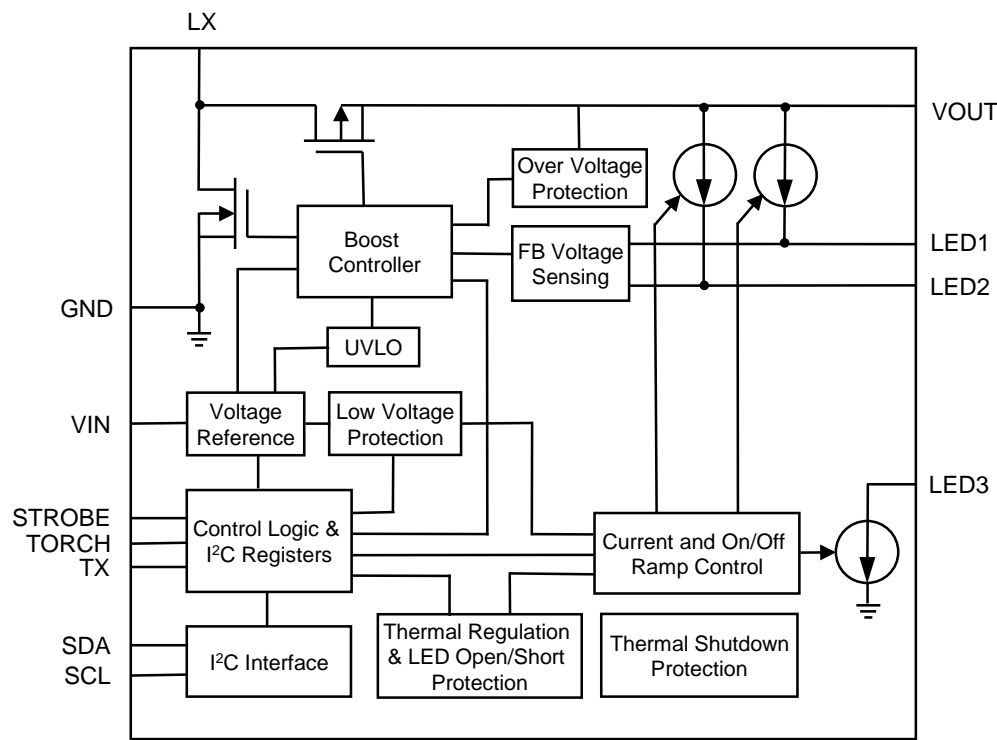 LX
VOUT
Over Voltage
Protection
Boost
Controller
FB Voltage
Sensing
LED1
LED2
GND
UVLO
VIN
Voltage
Reference
Low Voltage
Protection
LED3
STROBE
TORCH
TX
Control Logic &
I²C Registers
Current and On/Off
Ramp Control
SDA
SCL
I²C Interface
Thermal Regulation
& LED Open/Short
Protection
Thermal Shutdown
Protection